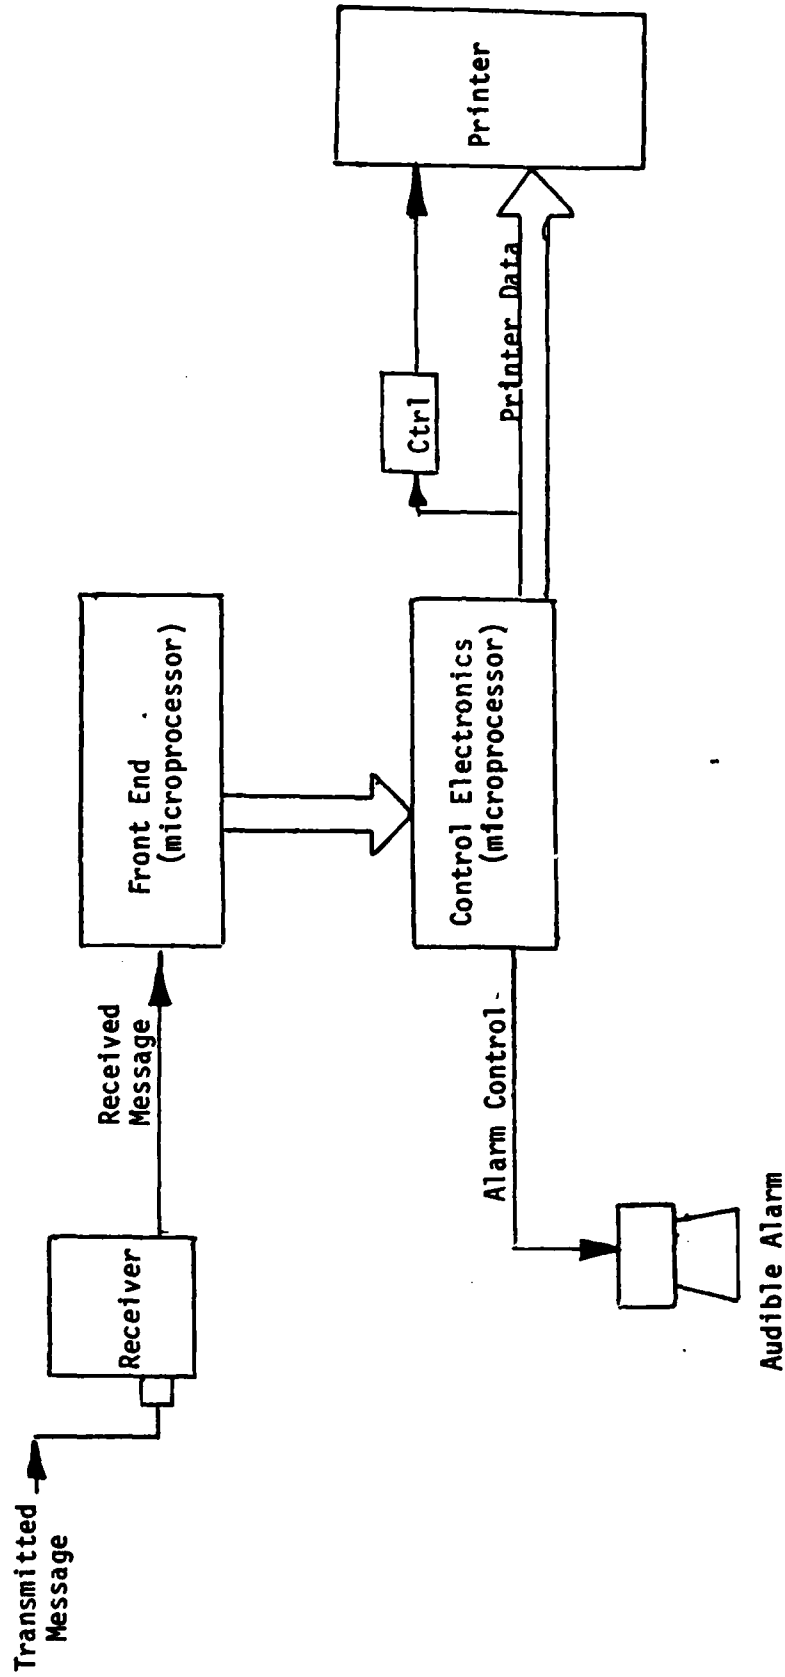 Transmitted
Message
Receiver
Received
Message
Front End
(microprocessor)
Control Electronics
(microprocessor)
Alarm Control
Audible Alarm
Ctrl
Printer Data
Printer